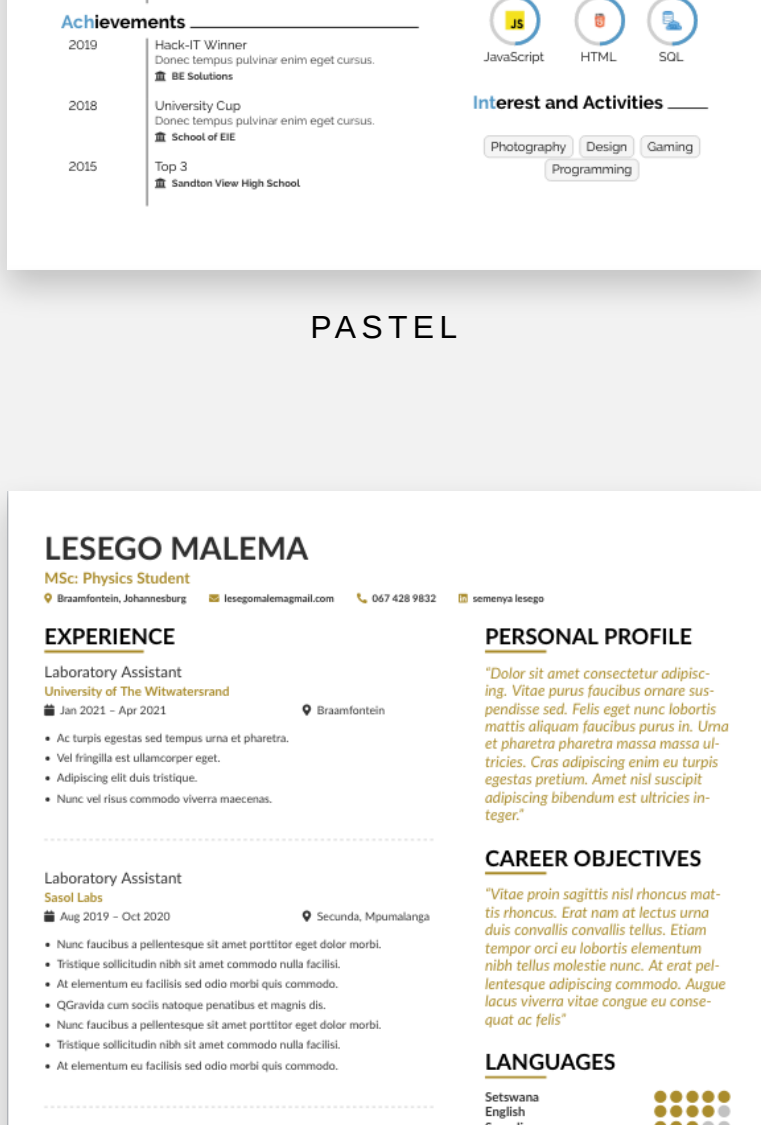 Achievements
2019
Hack-IT Winner
Donec tempus pulvinar enim eget cursus.
BE Solutions
2018
University Cup
Donec tempus pulvinar enim eget cursus.
School of EIE
2015
Top 3
Sandton View High School
JS
JavaScript HTML SQL
Interest and Activities
Photography Design Gaming
Programming
PASTEL
LESEGO MALEMA
MSc: Physics Student
Braamfontein, Johannesburg lesegomalemagmail.com 067 428 9832 semenya lesego
EXPERIENCE
Laboratory Assistant
University of The Witwatersrand
Jan 2021 – Apr 2021 Braamfontein
• Ac turpis egestas sed tempus urna et pharetra.
• Vel fringilla est ullamcorper eget.
• Adipiscing elit duis tristique.
• Nunc vel risus commodo viverra maecenas.
Laboratory Assistant
Sasol Labs
Aug 2019 – Oct 2020 Secunda, Mpumalanga
• Nunc faucibus a pellentesque sit amet porttitor eget dolor morbi.
• Tristique sollicitudin nibh sit amet commodo nulla facilisi.
• At elementum eu facilisis sed odio morbi quis commodo.
• QGravida cum sociis natoque penatibus et magnis dis.
• Nunc faucibus a pellentesque sit amet porttitor eget dolor morbi.
• Tristique sollicitudin nibh sit amet commodo nulla facilisi.
• At elementum eu facilisis sed odio morbi quis commodo.
PERSONAL PROFILE
“Dolor sit amet consectetur adipisc-
ing. Vitae purus faucibus ornare sus-
pendisse sed. Felis eget nunc lobortis
mattis aliquam faucibus purus in. Urna
et pharetra pharetra massa massa ul-
tricies. Cras adipiscing enim eu turpis
egestas pretium. Amet nisl suscipit
adipiscing bibendum est ultricies in-
teger.”
CAREER OBJECTIVES
“Vitae proin sagittis nisl rhoncus mat-
tis rhoncus. Erat nam at lectus urna
duis convallis convallis tellus. Etiam
tempor orci eu lobortis elementum
nibh tellus molestie nunc. At erat pel-
lentesque adipiscing commodo. Augue
lacus viverra vitae congue eu conse-
quat ac felis”
LANGUAGES
Setswana
English